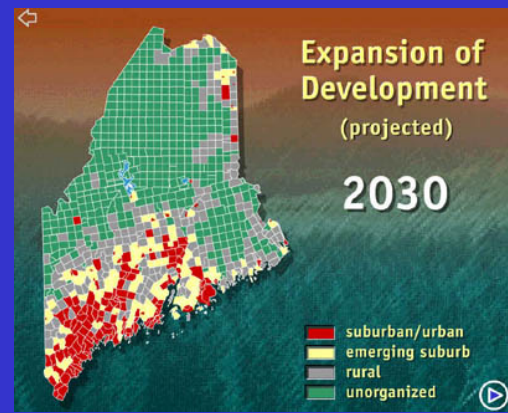 Expansion of
Development
(projected)
2030
suburban/urban
emerging suburb
rural
unorganized